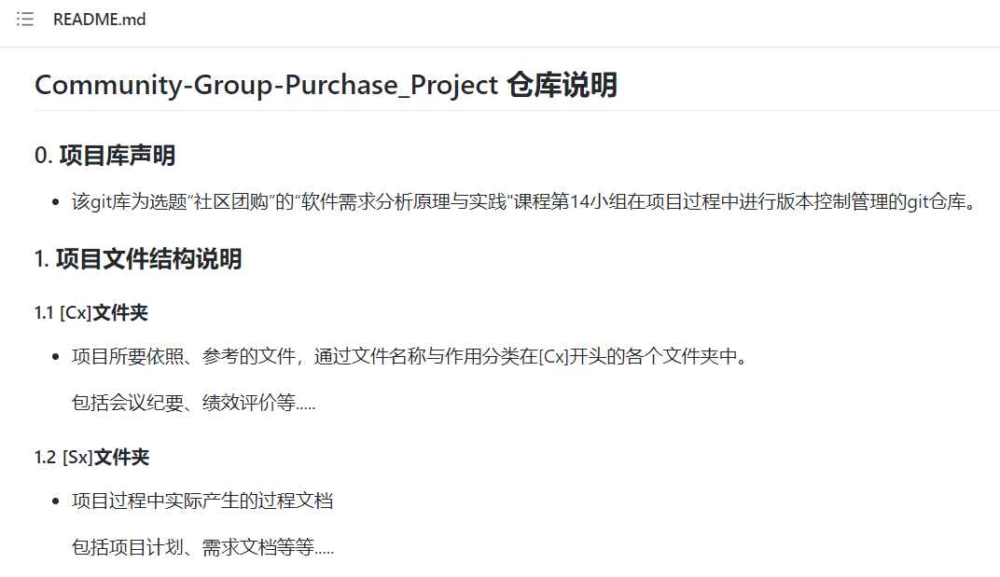 README.md
Community-Group-Purchase_Project 仓库说明
0. 项目库声明
• 该git库为选题“社区团购”的“软件需求分析原理与实践"课程第14小组在项目过程中进行版本控制管理的git仓库。
1. 项目文件结构说明
1.1 [Cx]文件夹
• 项目所要依照、参考的文件，通过文件名称与作用分类在[Cx]开头的各个文件夹中。
包括会议纪要、绩效评价等.....
1.2 [Sx]文件夹
• 项目过程中实际产生的过程文档
包括项目计划、需求文档等等.....